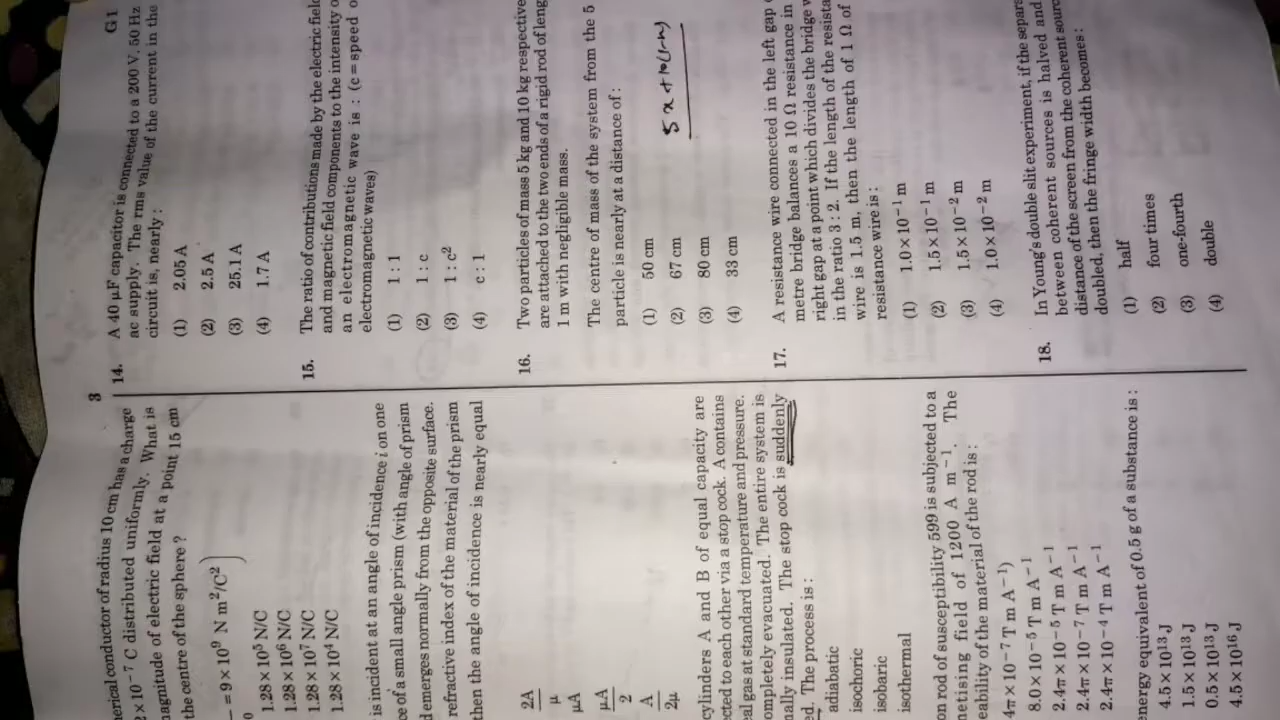 3
herical conductor of radius 10 cm has a charge
2 × 10⁻⁷ C distributed uniformly. What is
magnitude of electric field at a point 15 cm
the centre of the sphere ?
= 9 × 10⁹ N m²/C²)
1.28 × 10⁵ N/C
1.28 × 10⁶ N/C
1.28 × 10⁷ N/C
1.28 × 10⁴ N/C
is incident at an angle of incidence i on one
ce of a small angle prism (with angle of prism
d emerges normally from the opposite surface.
refractive index of the material of the prism
then the angle of incidence is nearly equal
2A/μ
μA
μA/2
A/2μ
cylinders A and B of equal capacity are
cted to each other via a stop cock. A contains
eal gas at standard temperature and pressure.
ompletely evacuated. The entire system is
nally insulated. The stop cock is suddenly
ed. The process is :
adiabatic
isochoric
isobaric
isothermal
on rod of susceptibility 599 is subjected to a
netising field of 1200 A m⁻¹. The
eability of the material of the rod is :
4π × 10⁻⁷ T m A⁻¹)
8.0 × 10⁻⁵ T m A⁻¹
2.4π × 10⁻⁵ T m A⁻¹
2.4π × 10⁻⁷ T m A⁻¹
2.4π × 10⁻⁴ T m A⁻¹
energy equivalent of 0.5 g of a substance is :
4.5 × 10¹³ J
1.5 × 10¹³ J
0.5 × 10¹³ J
4.5 × 10¹⁶ J
G1
14. A 40 μF capacitor is connected to a 200 V, 50 Hz
ac supply. The rms value of the current in the
circuit is, nearly :
(1) 2.05 A
(2) 2.5 A
(3) 25.1 A
(4) 1.7 A
15. The ratio of contributions made by the electric field
and magnetic field components to the intensity o
an electromagnetic wave is : (c = speed o
electromagnetic waves)
(1) 1 : 1
(2) 1 : c
(3) 1 : c²
(4) c : 1
16. Two particles of mass 5 kg and 10 kg respective
are attached to the two ends of a rigid rod of leng
1 m with negligible mass.
The centre of mass of the system from the 5
particle is nearly at a distance of :
(1) 50 cm
(2) 67 cm
(3) 80 cm
(4) 33 cm
5x + 10(1-x)
17. A resistance wire connected in the left gap
metre bridge balances a 10 Ω resistance in
right gap at a point which divides the bridge w
in the ratio 3 : 2. If the length of the resista
wire is 1.5 m, then the length of 1 Ω of
resistance wire is :
(1) 1.0 × 10⁻¹ m
(2) 1.5 × 10⁻¹ m
(3) 1.5 × 10⁻² m
(4) 1.0 × 10⁻² m
18. In Young's double slit experiment, if the separa
between coherent sources is halved and
distance of the screen from the coherent sourc
doubled, then the fringe width becomes :
(1) half
(2) four times
(3) one-fourth
(4) double